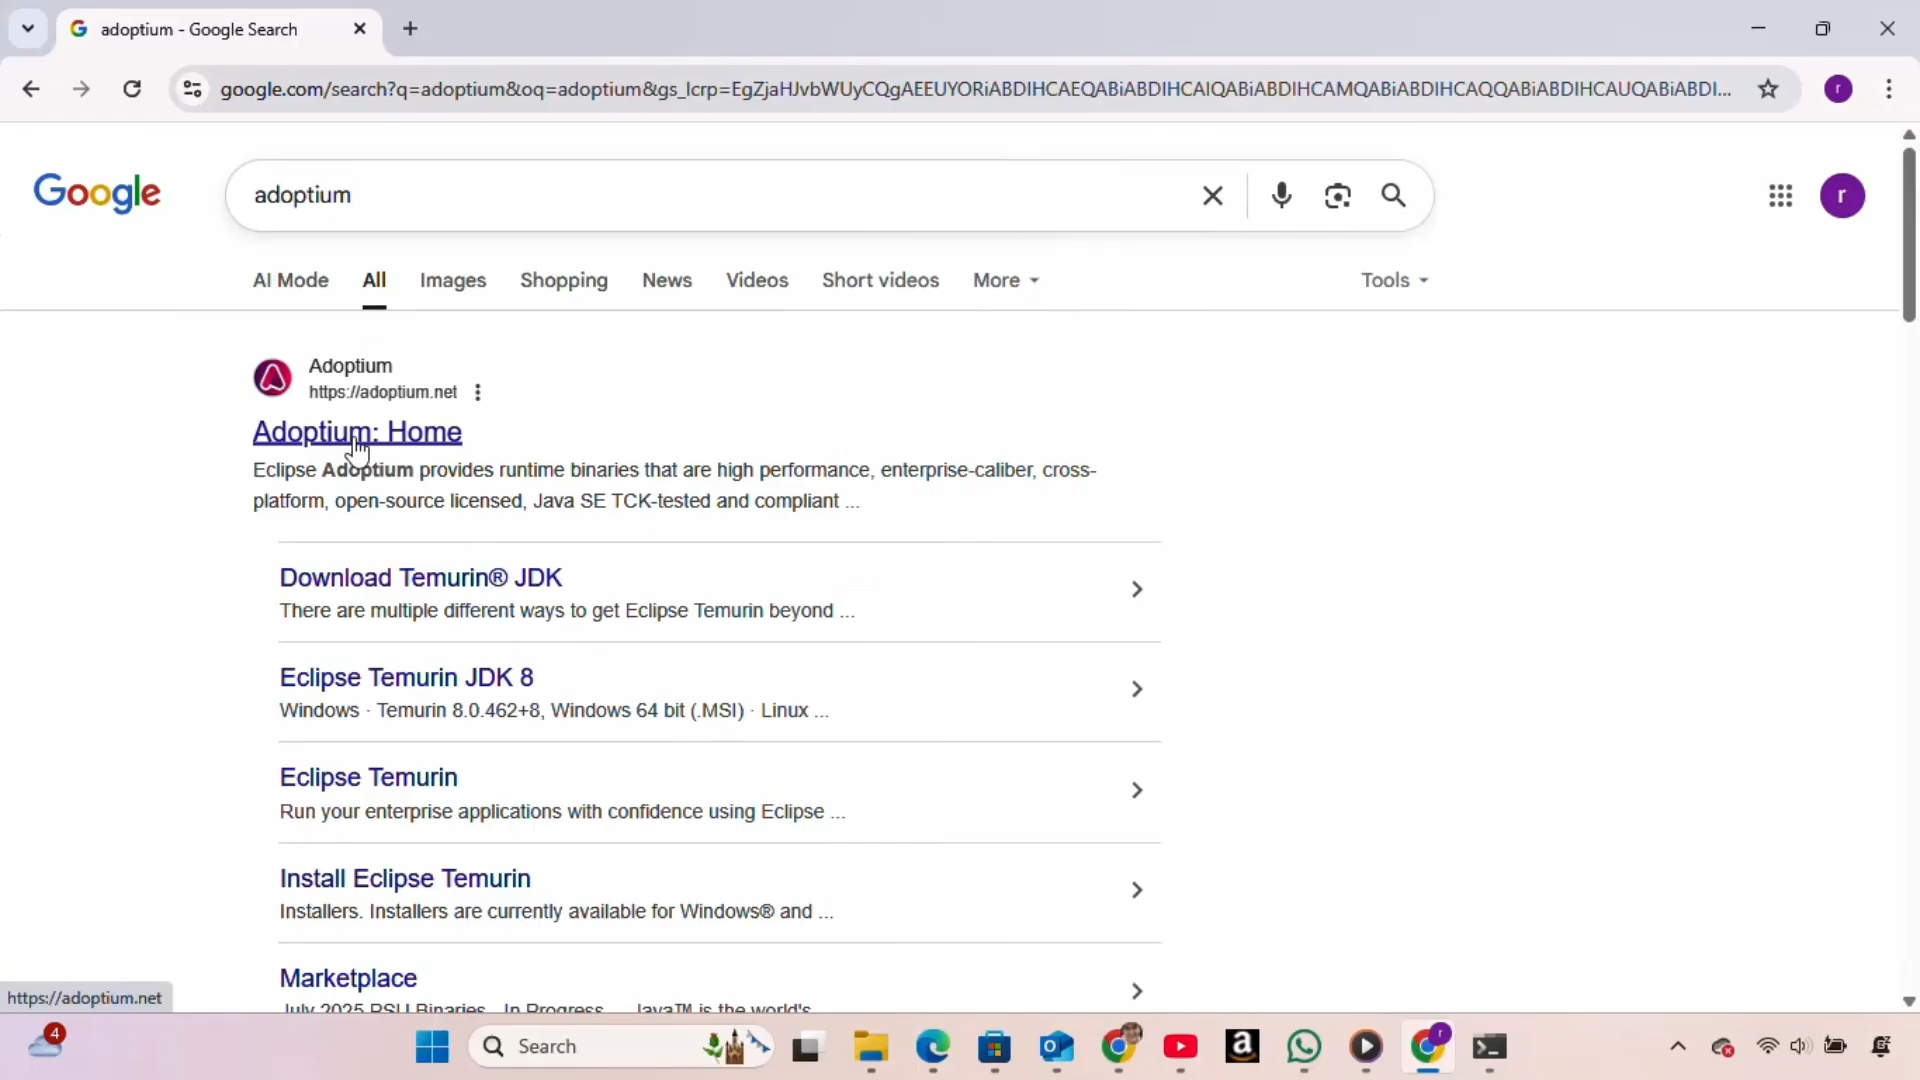 adoptium - Google Search
google.com/search?q=adoptium&oq=adoptium&gs_lcrp=EgZjaHJvbWUyCQgAEEUYORiABDIHCAEQABiABDIHCAIQABiABDIHCAMQABiABDIHCAQQABiABDIHCAUQABiABDI...
r
Google
adoptium
r
AI Mode
All
Images
Shopping
News
Videos
Short videos
More
Tools
Adoptium
https://adoptium.net
Adoptium: Home
Eclipse Adoptium provides runtime binaries that are high performance, enterprise-caliber, cross-
platform, open-source licensed, Java SE TCK-tested and compliant ...
Download Temurin® JDK
There are multiple different ways to get Eclipse Temurin beyond ...
Eclipse Temurin JDK 8
Windows · Temurin 8.0.462+8, Windows 64 bit (.MSI) · Linux ...
Eclipse Temurin
Run your enterprise applications with confidence using Eclipse ...
Install Eclipse Temurin
Installers. Installers are currently available for Windows® and ...
Marketplace
July 2025 PSU Binaries - In Progress ... Java™ is the world's
https://adoptium.net
4
Search
r